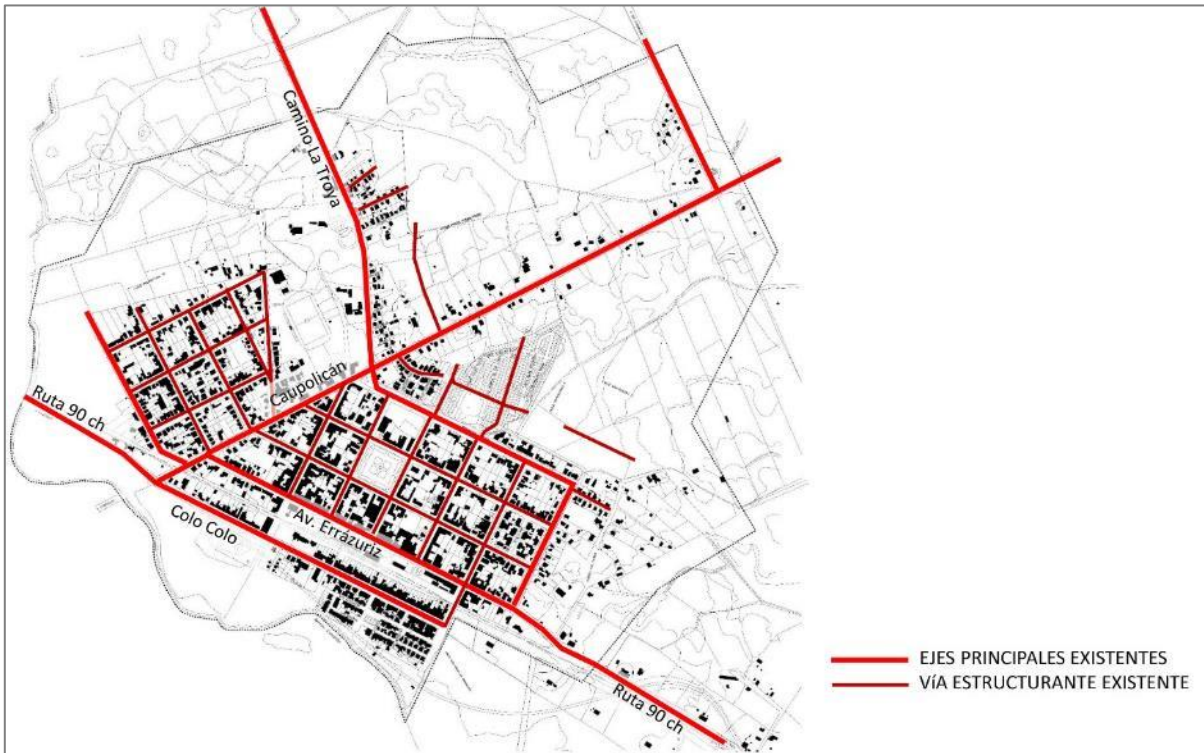 Camino La Troya
Caupolicán
Ruta 90 ch
Av. Errázuriz
Colo Colo
Ruta 90 ch
EJES PRINCIPALES EXISTENTES
VíA ESTRUCTURANTE EXISTENTE